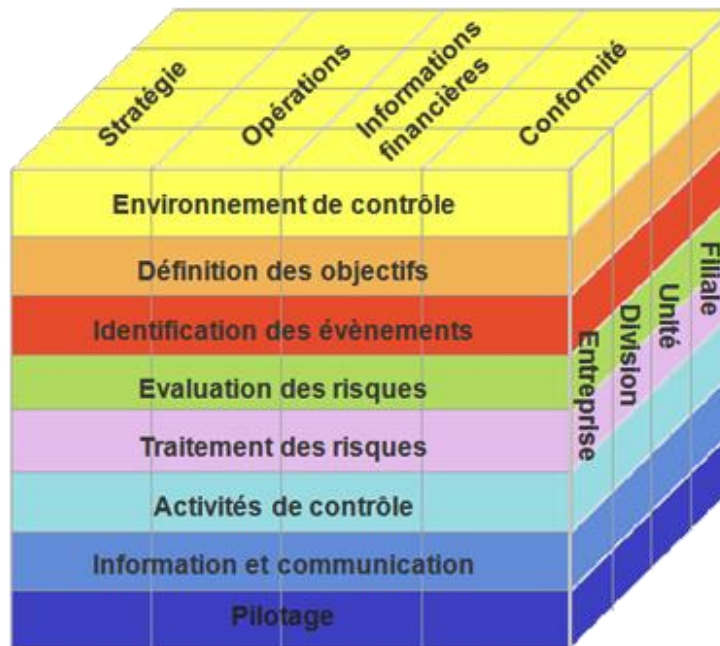 Stratégie
Opérations
Informations
financières
Conformité
Environnement de contrôle
Définition des objectifs
Identification des évènements
Evaluation des risques
Traitement des risques
Activités de contrôle
Information et communication
Pilotage
Entreprise
Division
Unité
Filiale